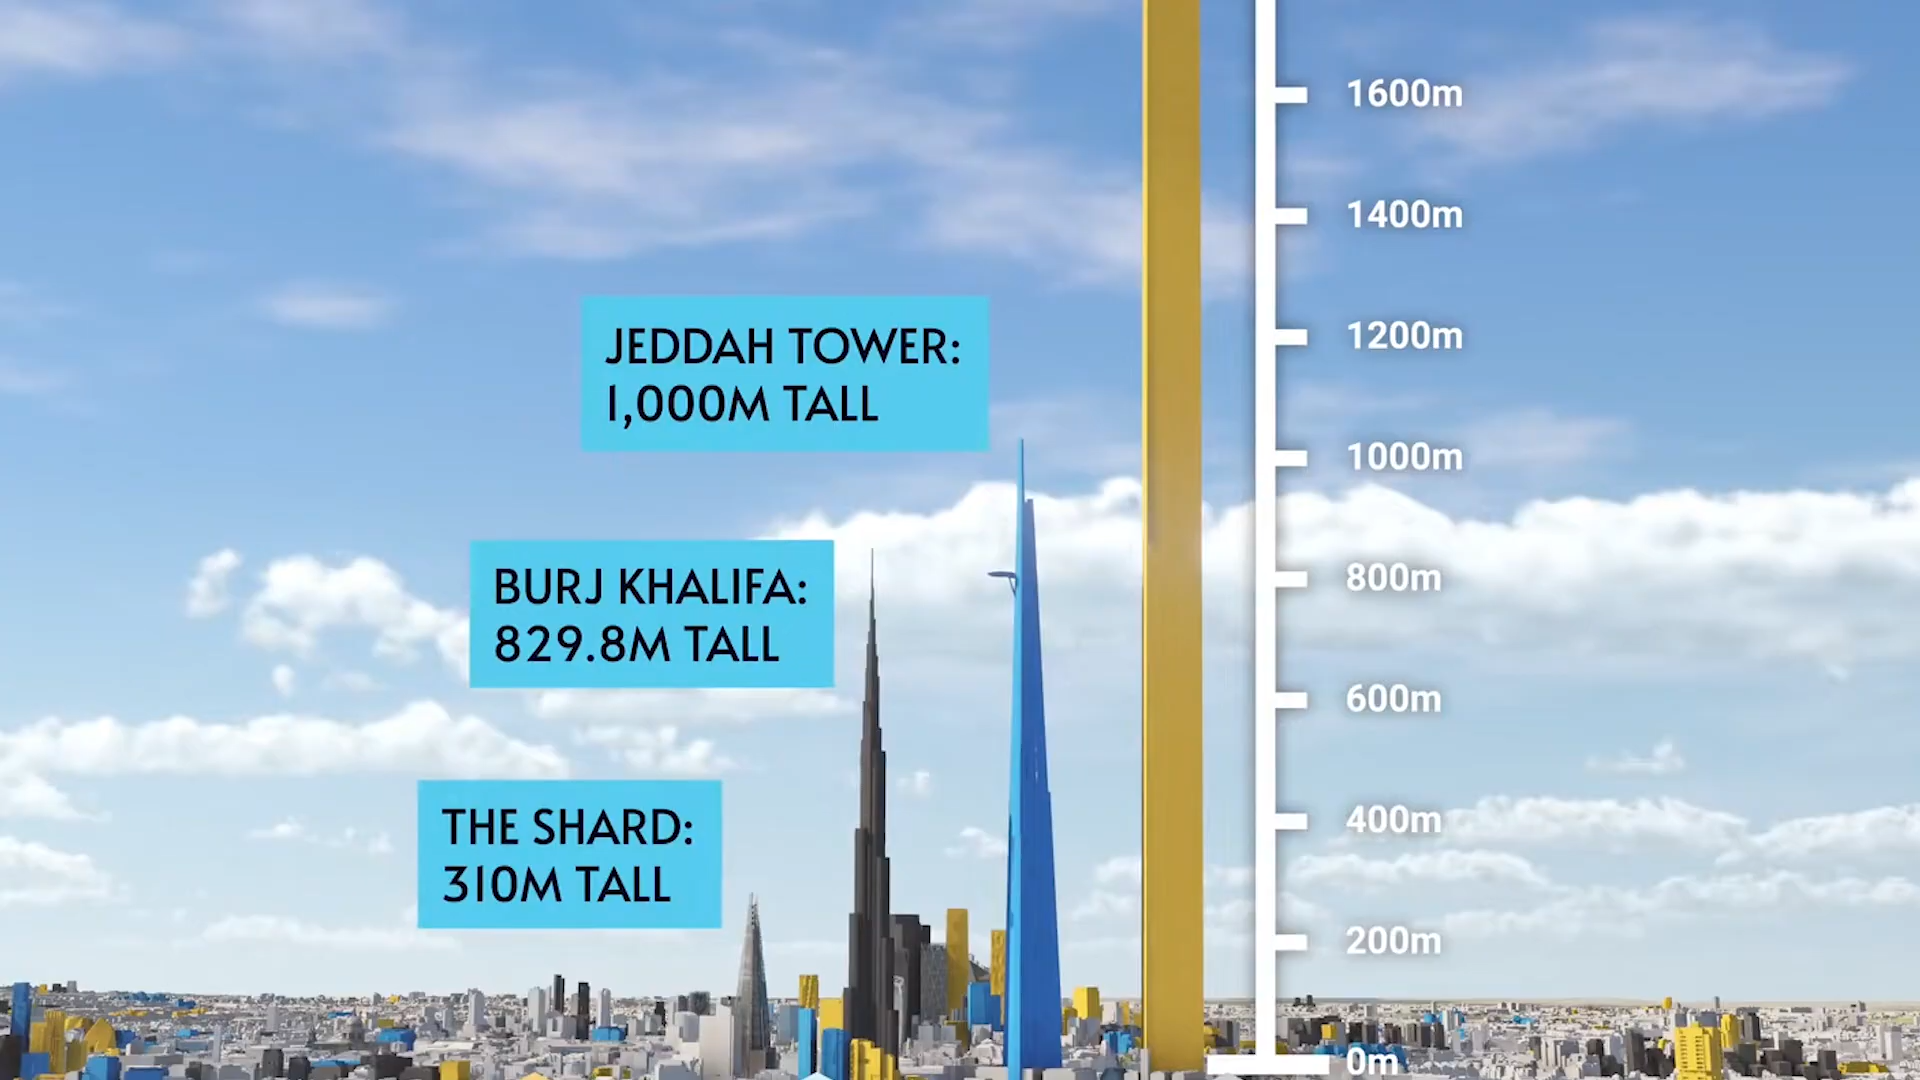 JEDDAH TOWER:
1,000M TALL
BURJ KHALIFA:
829.8M TALL
THE SHARD:
310M TALL
1600m
1400m
1200m
1000m
800m
600m
400m
200m
0m